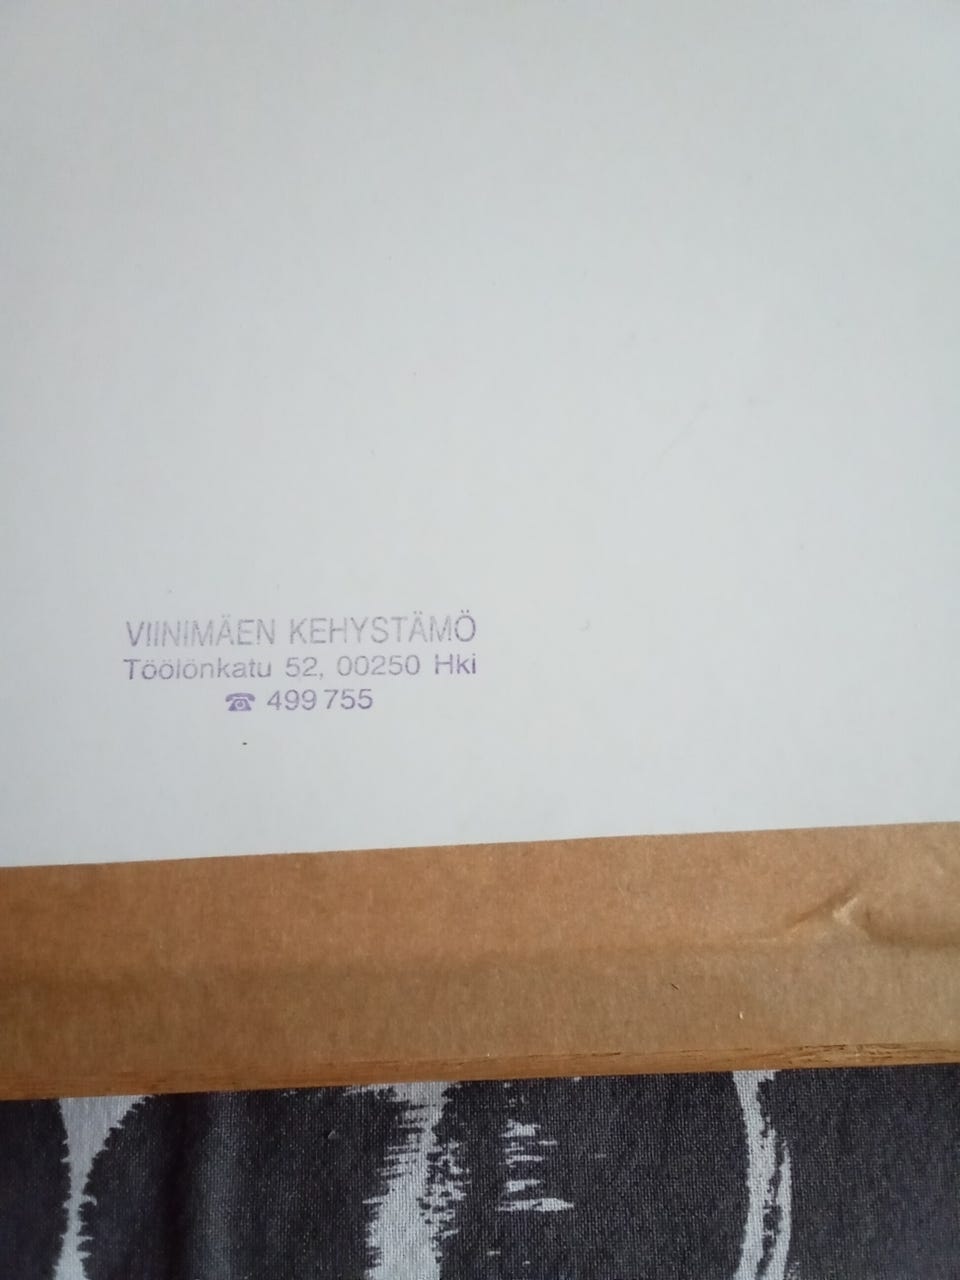 VIINIMÄEN KEHYSTÄMÖ
Töölönkatu 52, 00250 Hki
☎ 499 755